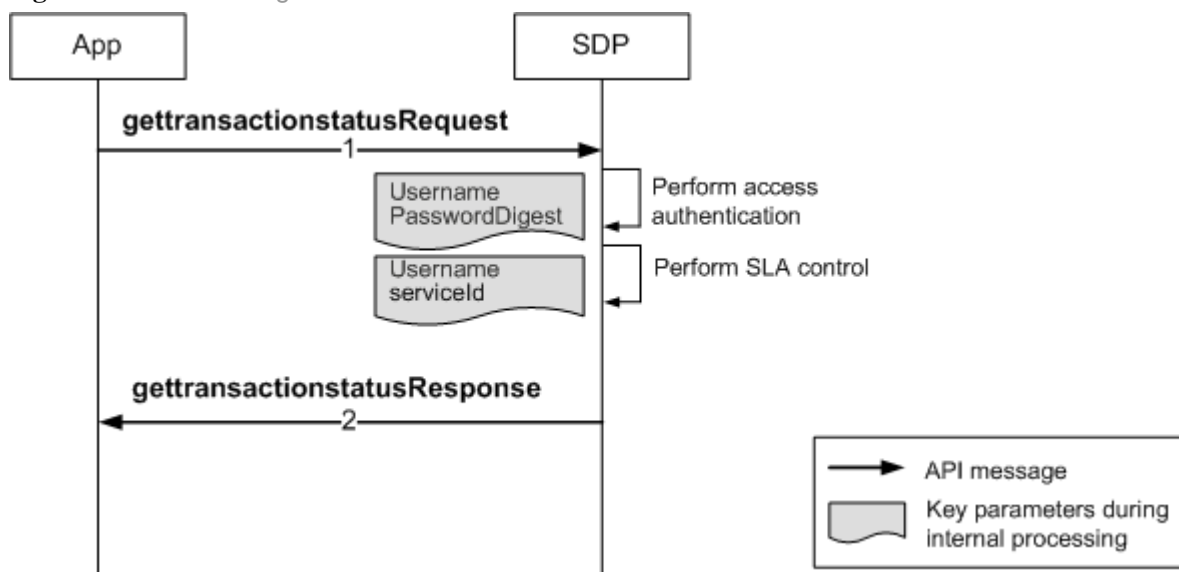 App
SDP
gettransactionstatusRequest
1
Username
PasswordDigest
Perform access
authentication
Username
serviceId
Perform SLA control
gettransactionstatusResponse
2
API message
Key parameters during
internal processing